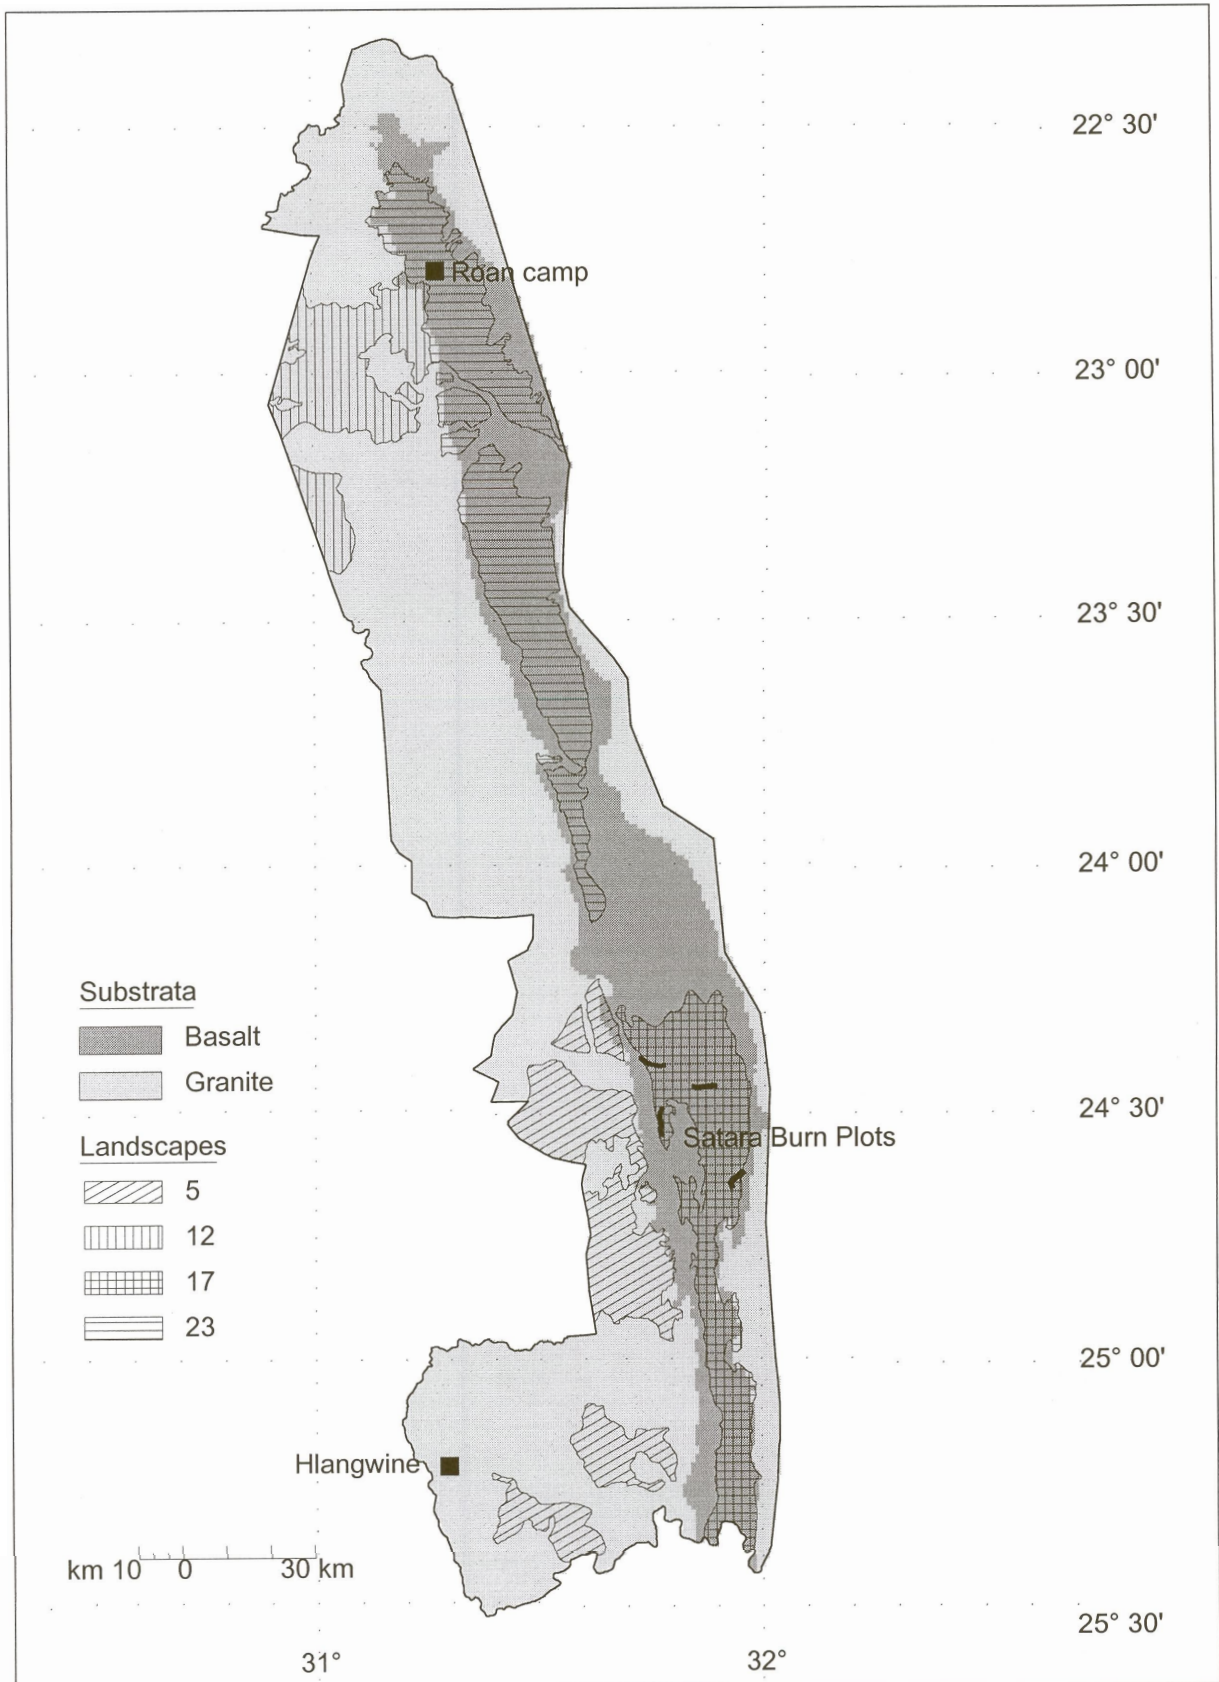 22° 30'
Roan camp
23° 00'
23° 30'
24° 00'
Substrata
Basalt
Granite
24° 30'
Satara Burn Plots
Landscapes
5
12
17
23
25° 00'
Hlangwine
km 10 0 30 km
25° 30'
31° 32°